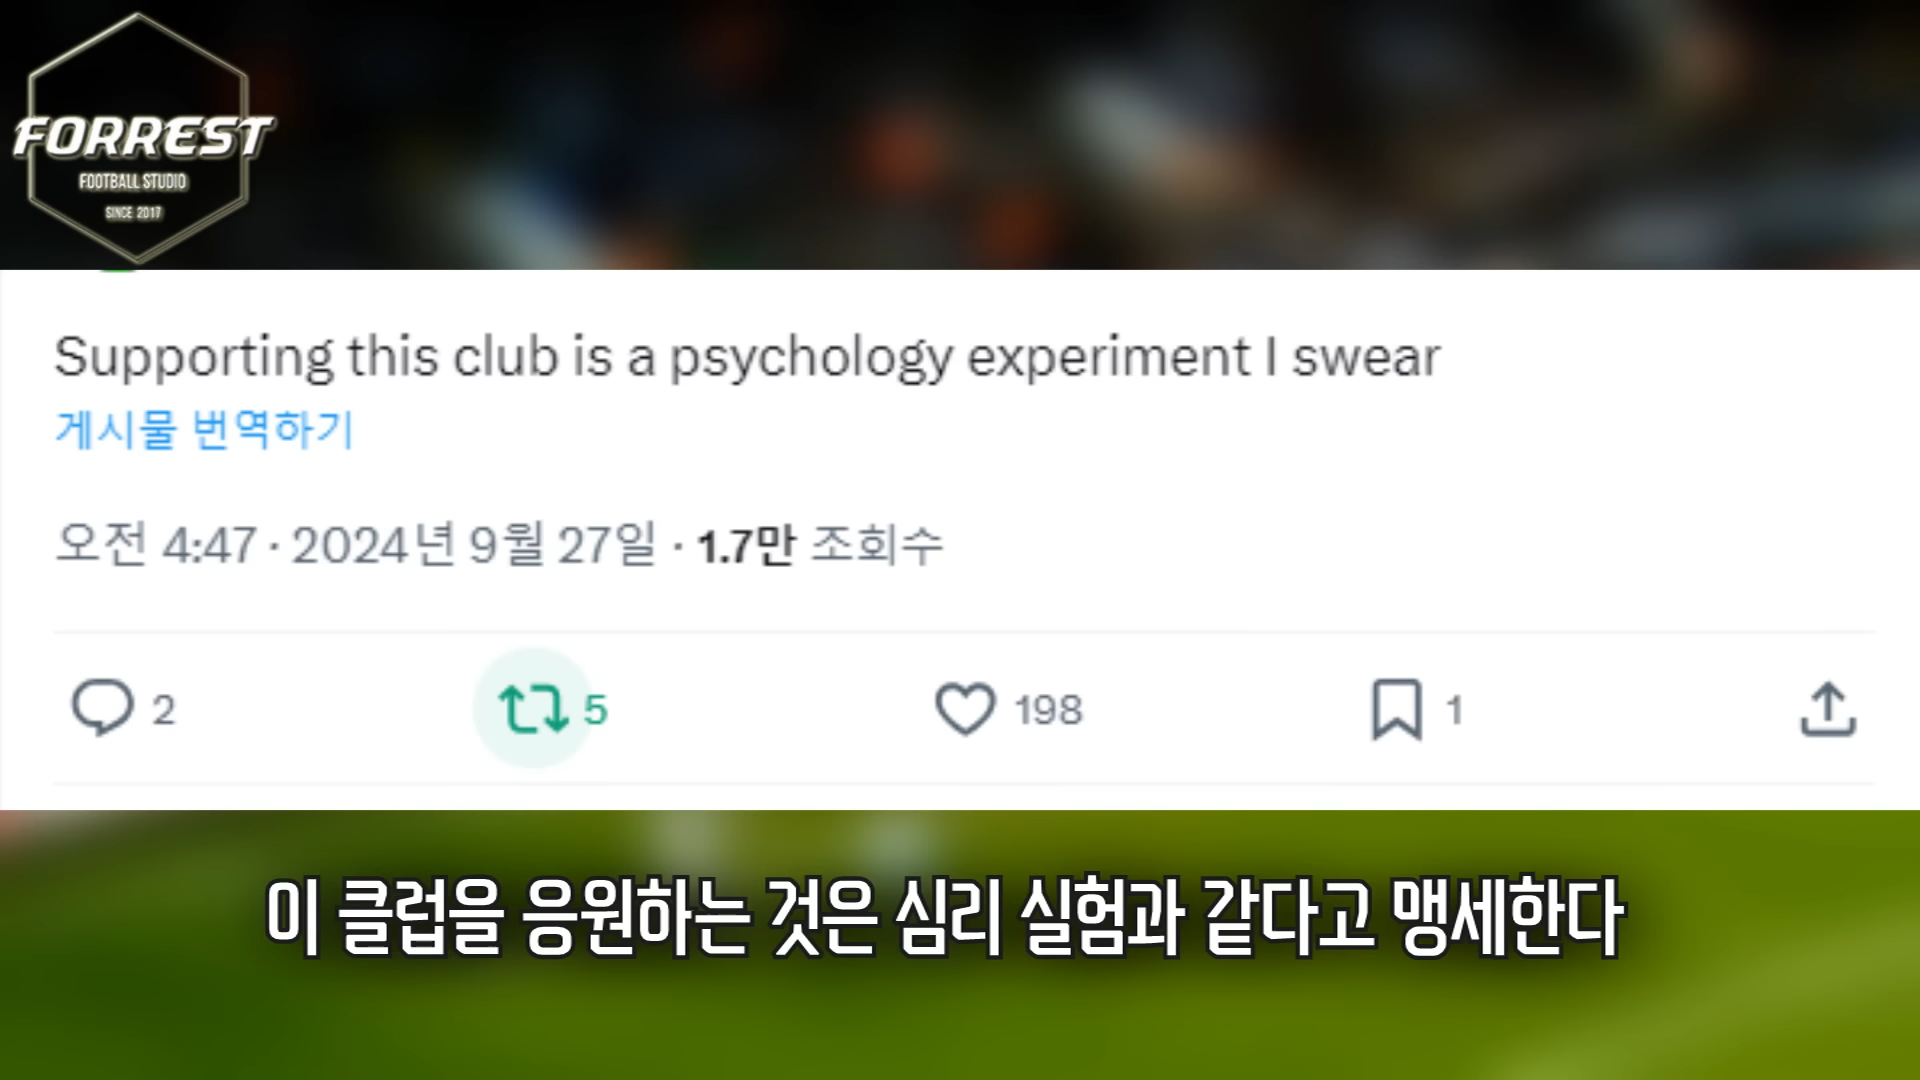 FORREST
FOOTBALL STUDIO
SINCE 2017
Supporting this club is a psychology experiment I swear
게시물 번역하기
오전 4:47 · 2024년 9월 27일 · 1.7만 조회수
2 5 198 1
이 클럽을 응원하는 것은 심리 실험과 같다고 맹세한다